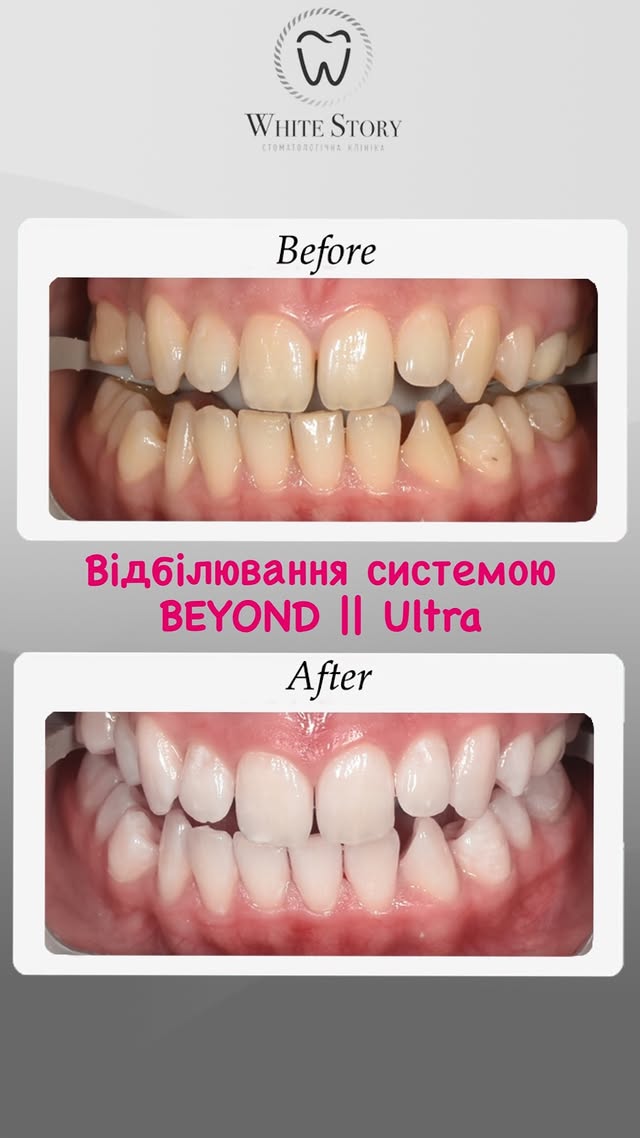 WHITE STORY
СТОМАТОЛОГІЧНА КЛІНІКА
Before
Відбілювання системою
BEYOND || Ultra
After